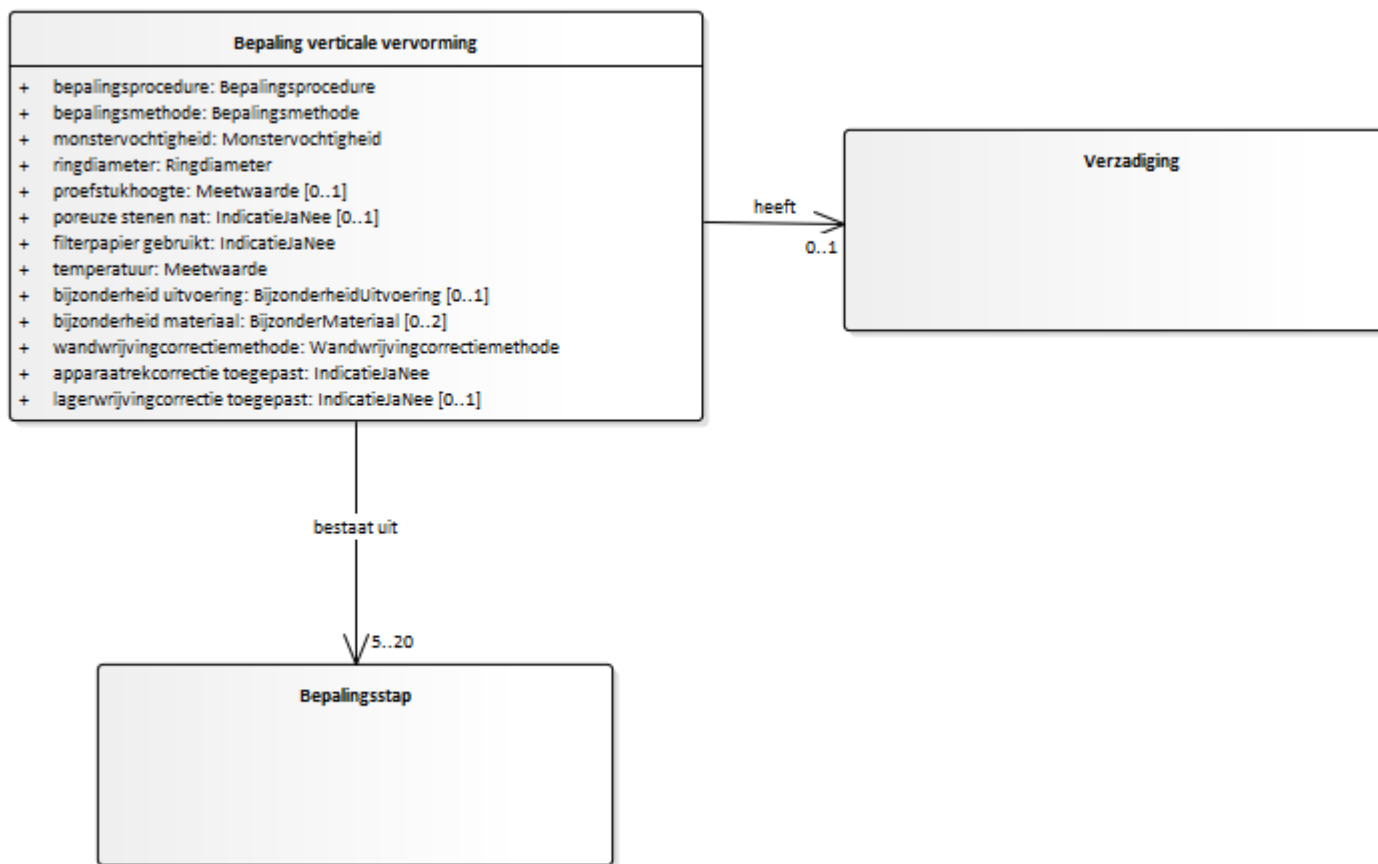 Bepaling verticale vervorming
+ bepalingsprocedure: Bepalingsprocedure
+ bepalingsmethode: Bepalingsmethode
+ monstervochtigheid: Monstervochtigheid
+ ringdiameter: Ringdiameter
+ proefstukhoogte: Meetwaarde [0..1]
+ poreuze stenen nat: IndicatieJaNee [0..1]
+ filterpapier gebruikt: IndicatieJaNee
+ temperatuur: Meetwaarde
+ bijzonderheid uitvoering: BijzonderheidUitvoering [0..1]
+ bijzonderheid materiaal: BijzonderMateriaal [0..2]
+ wandwrijvingcorrectiemethode: Wandwrijvingcorrectiemethode
+ apparaatrekcorrectie toegepast: IndicatieJaNee
+ lagerwrijvingcorrectie toegepast: IndicatieJaNee [0..1]
heeft
0..1
Verzadiging
bestaat uit
5..20
Bepalingsstap